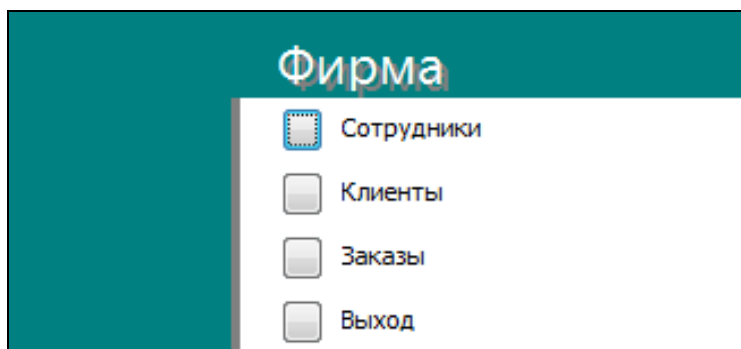 Фирма
Сотрудники
Клиенты
Заказы
Выход